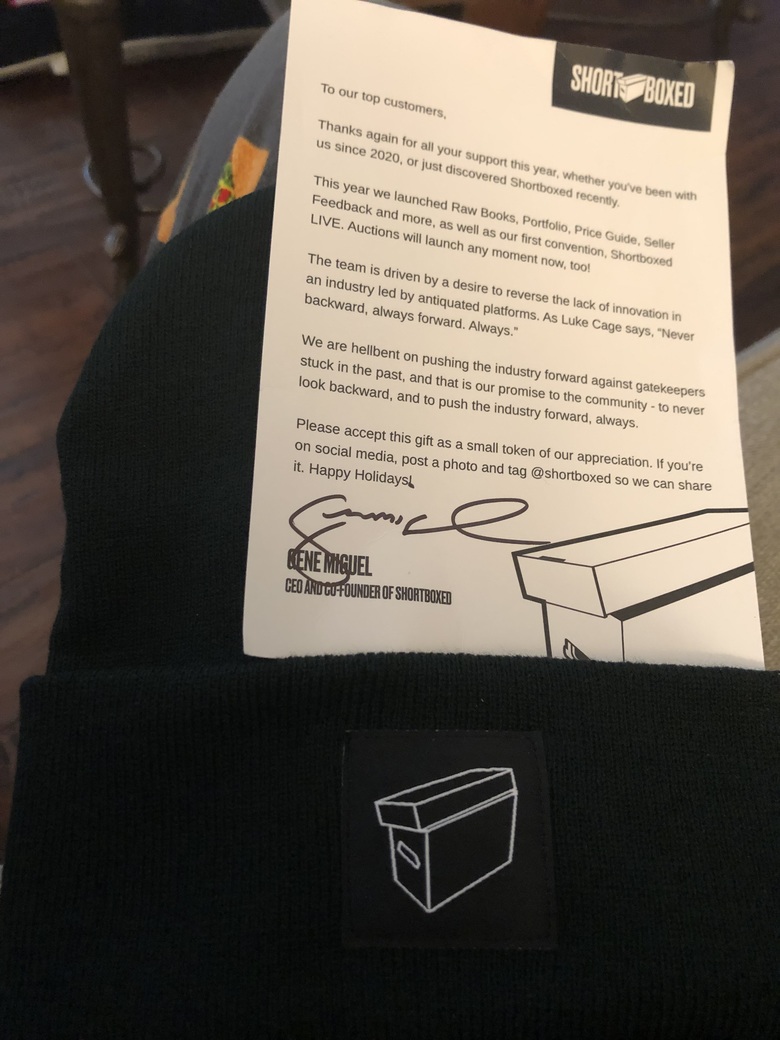 SHORTBOXED
To our top customers,
Thanks again for all your support this year, whether you've been with
us since 2020, or just discovered Shortboxed recently.
This year we launched Raw Books, Portfolio, Price Guide, Seller
Feedback and more, as well as our first convention, Shortboxed
LIVE. Auctions will launch any moment now, too!
The team is driven by a desire to reverse the lack of innovation in
an industry led by antiquated platforms. As Luke Cage says, "Never
backward, always forward. Always."
We are hellbent on pushing the industry forward against gatekeepers
stuck in the past, and that is our promise to the community - to never
look backward, and to push the industry forward, always.
Please accept this gift as a small token of our appreciation. If you're
on social media, post a photo and tag @shortboxed so we can share
it. Happy Holidays!
GENE MIGUEL
CEO AND CO-FOUNDER OF SHORTBOXED